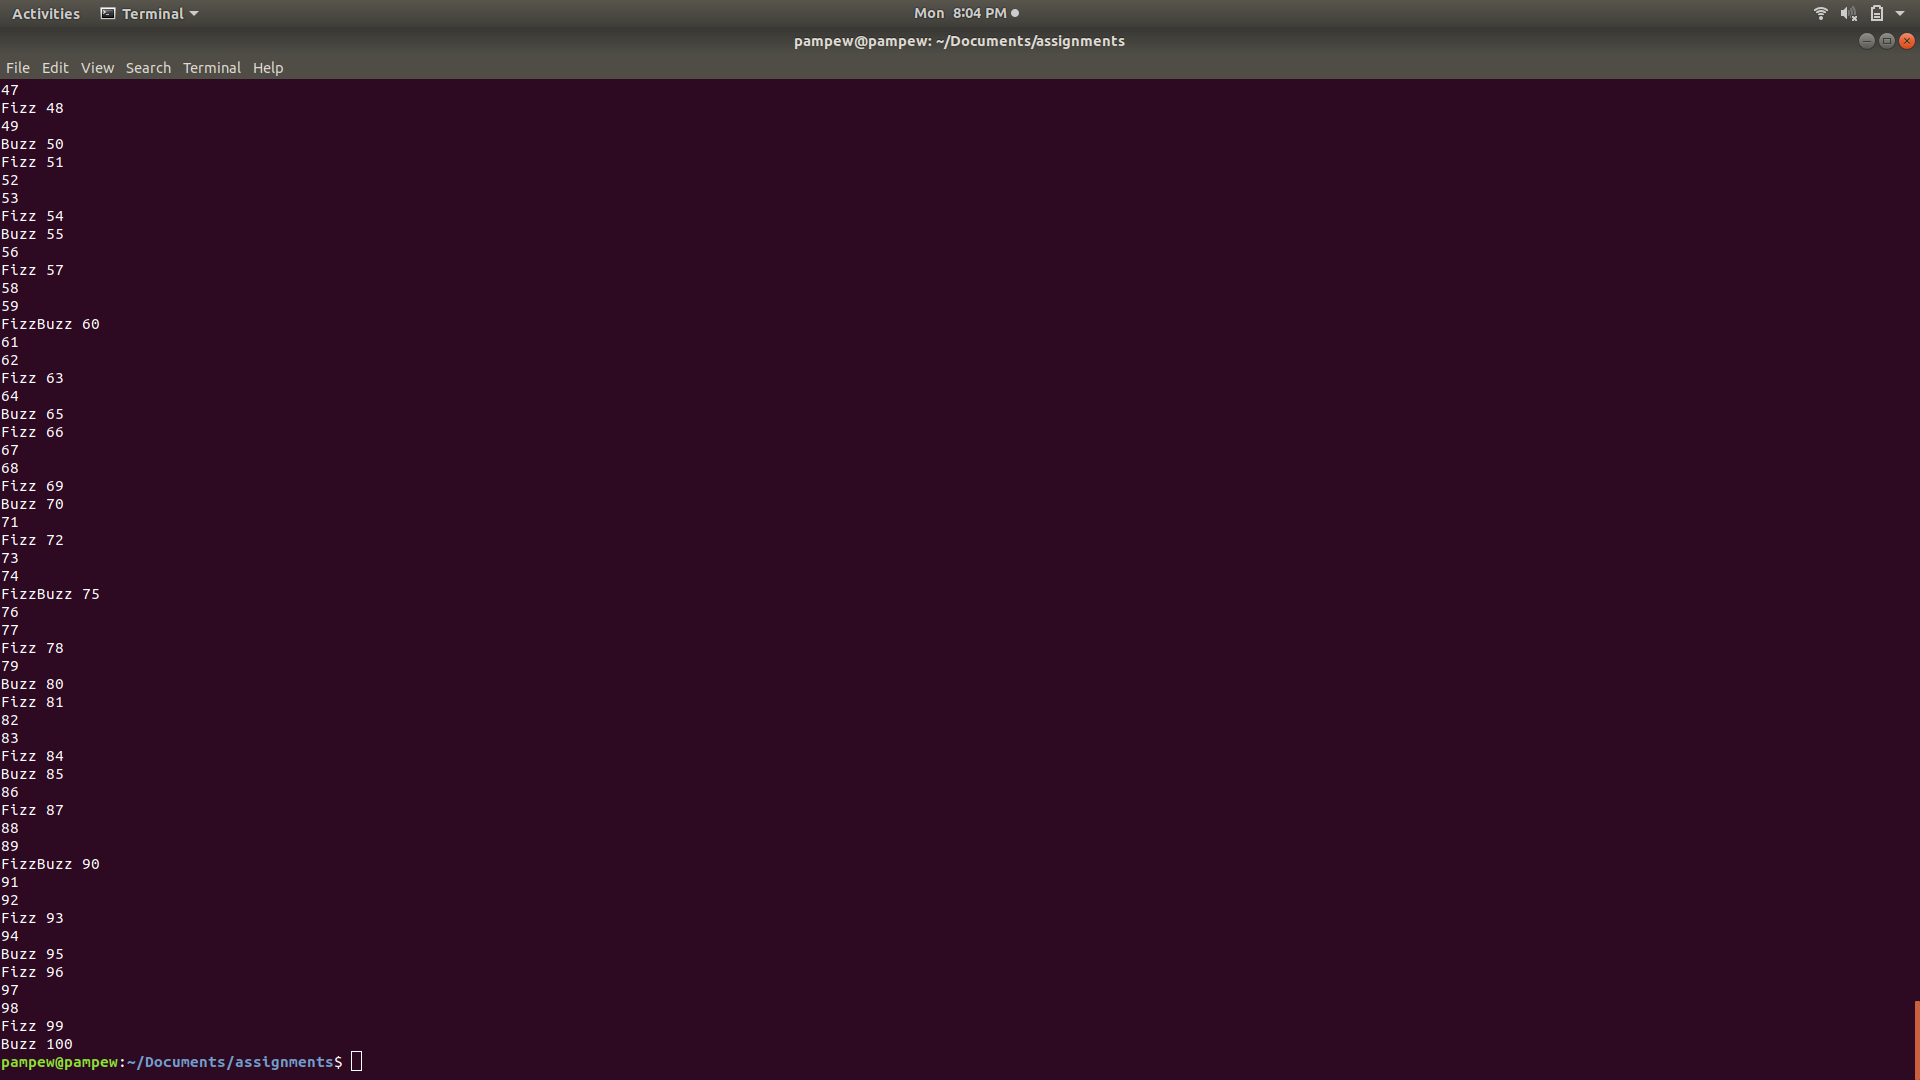 Activities Terminal Mon 8:04 PM
pampew@pampew: ~/Documents/assignments
File Edit View Search Terminal Help
47
Fizz 48
49
Buzz 50
Fizz 51
52
53
Fizz 54
Buzz 55
56
Fizz 57
58
59
FizzBuzz 60
61
62
Fizz 63
64
Buzz 65
Fizz 66
67
68
Fizz 69
Buzz 70
71
Fizz 72
73
74
FizzBuzz 75
76
77
Fizz 78
79
Buzz 80
Fizz 81
82
83
Fizz 84
Buzz 85
86
Fizz 87
88
89
FizzBuzz 90
91
92
Fizz 93
94
Buzz 95
Fizz 96
97
98
Fizz 99
Buzz 100
pampew@pampew:~/Documents/assignments$